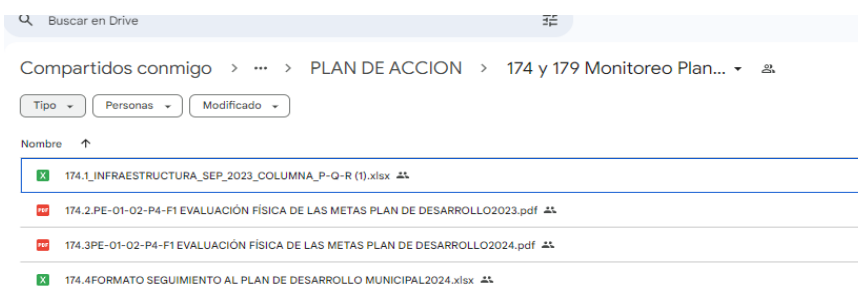 Buscar en Drive
Compartidos conmigo > ... > PLAN DE ACCION > 174 y 179 Monitoreo Plan...
Tipo Personas Modificado
Nombre
174.1_INFRAESTRUCTURA_SEP_2023_COLUMNA_P-Q-R (1).xlsx
PDF 174.2.PE-01-02-P4-F1 EVALUACIÓN FÍSICA DE LAS METAS PLAN DE DESARROLLO2023.pdf
PDF 174.3PE-01-02-P4-F1 EVALUACIÓN FÍSICA DE LAS METAS PLAN DE DESARROLLO2024.pdf
174.4FORMATO SEGUIMIENTO AL PLAN DE DESARROLLO MUNICIPAL2024.xlsx